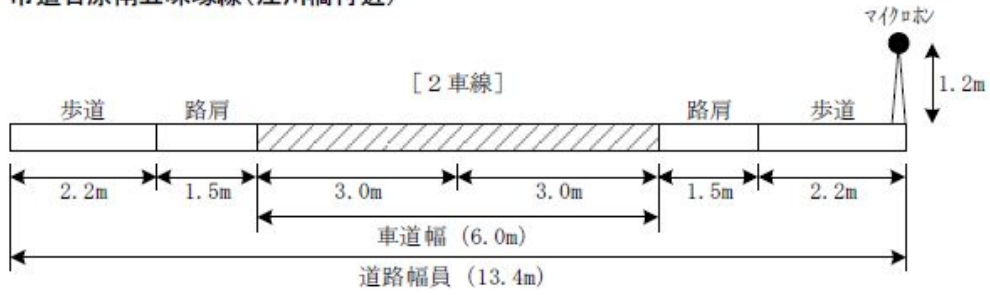 マイクロホン
[2車線]
1.2m
歩道 路肩 路肩 歩道
2.2m 1.5m 3.0m 3.0m 1.5m 2.2m
車道幅 (6.0m)
道路幅員 (13.4m)